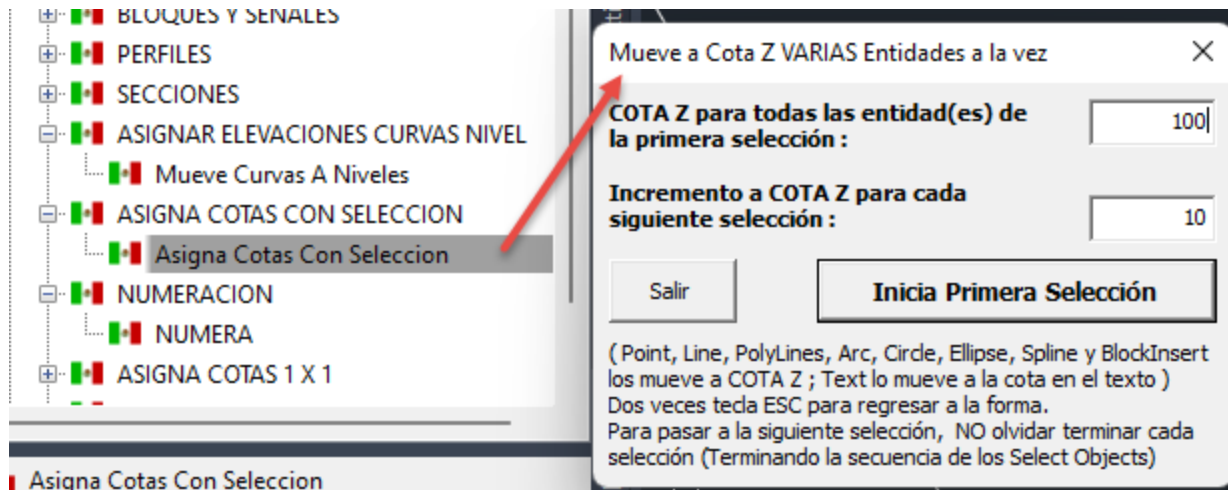 BLOQUES Y SEÑALES
PERFILES
SECCIONES
ASIGNAR ELEVACIONES CURVAS NIVEL
Mueve Curvas A Niveles
ASIGNA COTAS CON SELECCION
Asigna Cotas Con Seleccion
NUMERACION
NUMERA
ASIGNA COTAS 1 X 1
Asigna Cotas Con Seleccion
Mueve a Cota Z VARIAS Entidades a la vez
COTA Z para todas las entidad(es) de
la primera selección :
100
Incremento a COTA Z para cada
siguiente selección :
10
Salir
Inicia Primera Selección
( Point, Line, PolyLines, Arc, Circle, Ellipse, Spline y BlockInsert
los mueve a COTA Z ; Text lo mueve a la cota en el texto )
Dos veces tecla ESC para regresar a la forma.
Para pasar a la siguiente selección, NO olvidar terminar cada
selección (Terminando la secuencia de los Select Objects)